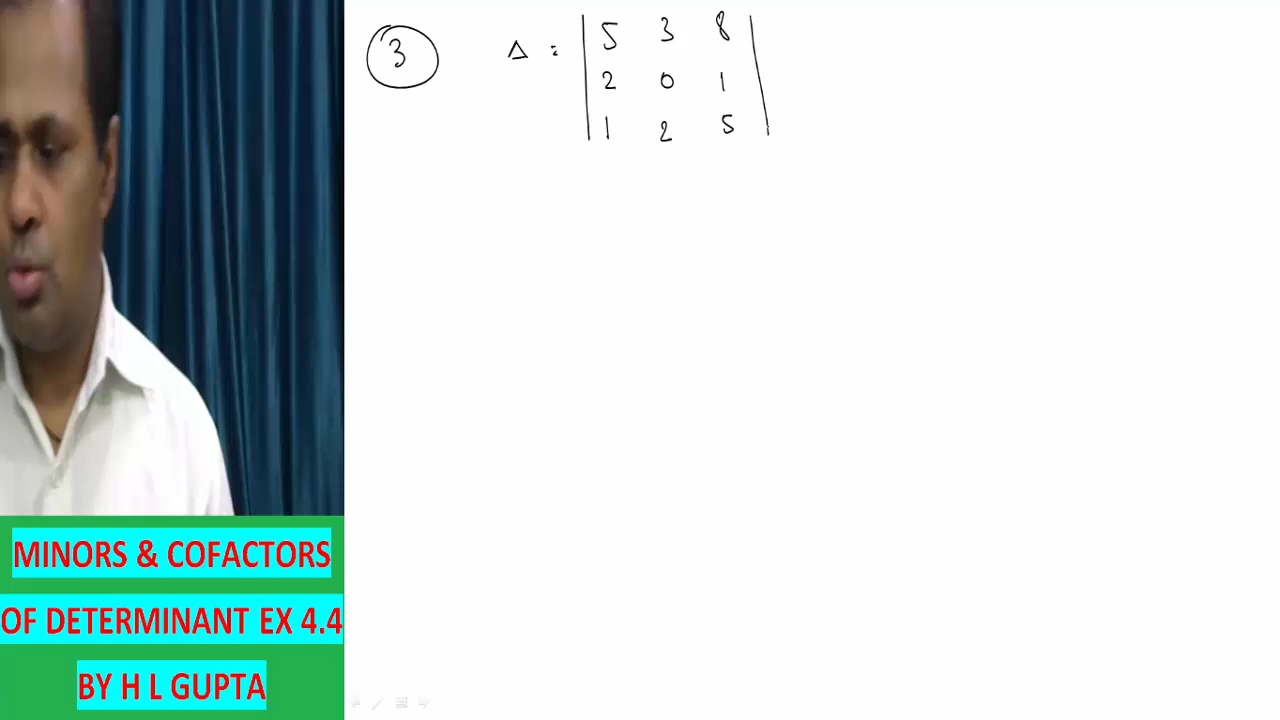 3 Δ = | 5 3 8 |
| 2 0 1 |
| 1 2 5 |
MINORS & COFACTORS
OF DETERMINANT EX 4.4
BY H L GUPTA